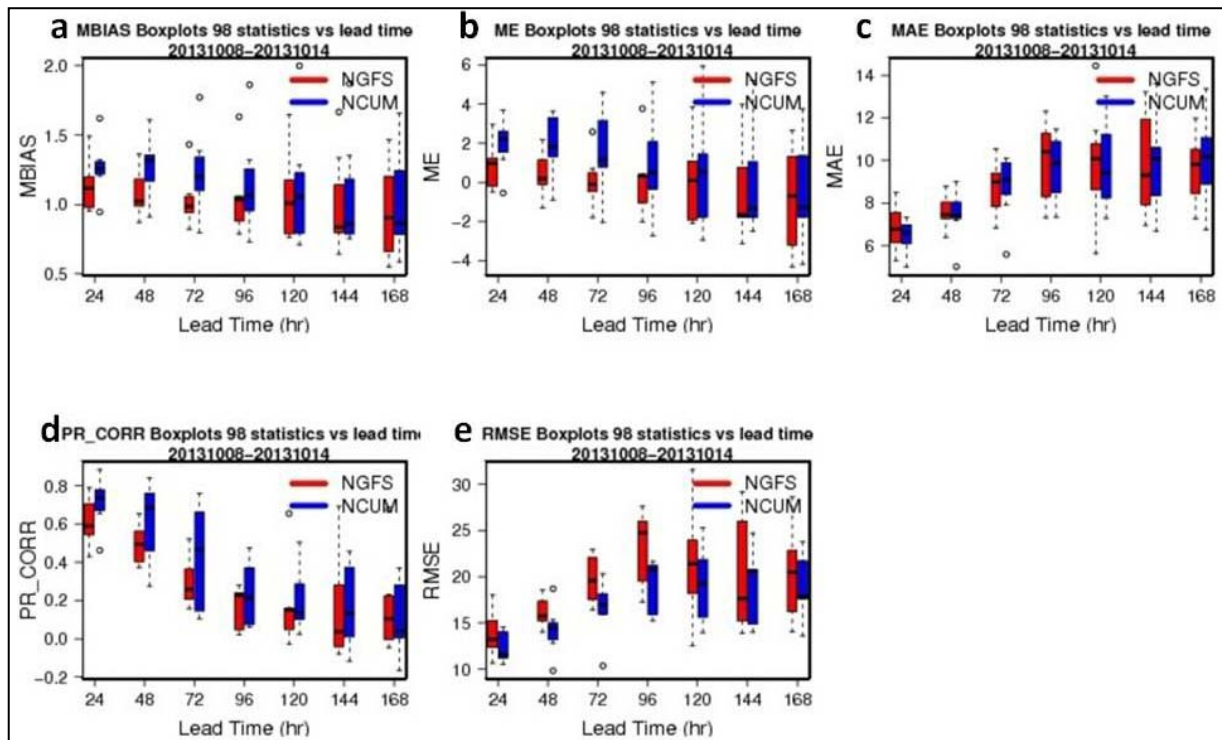 a MBIAS Boxplots 98 statistics vs lead time
20131008–20131014
NGFS
NCUM
2.0
1.5
1.0
0.5
MBIAS
24 48 72 96 120 144 168
Lead Time (hr)
b ME Boxplots 98 statistics vs lead time
20131008–20131014
NGFS
NCUM
6
4
2
0
−2
−4
ME
24 48 72 96 120 144 168
Lead Time (hr)
c MAE Boxplots 98 statistics vs lead time
20131008–20131014
NGFS
NCUM
14
12
10
8
6
MAE
24 48 72 96 120 144 168
Lead Time (hr)
d PR_CORR Boxplots 98 statistics vs lead time
20131008–20131014
NGFS
NCUM
0.8
0.6
0.4
0.2
0.0
−0.2
PR_CORR
24 48 72 96 120 144 168
Lead Time (hr)
e RMSE Boxplots 98 statistics vs lead time
20131008–20131014
NGFS
NCUM
30
25
20
15
10
RMSE
24 48 72 96 120 144 168
Lead Time (hr)